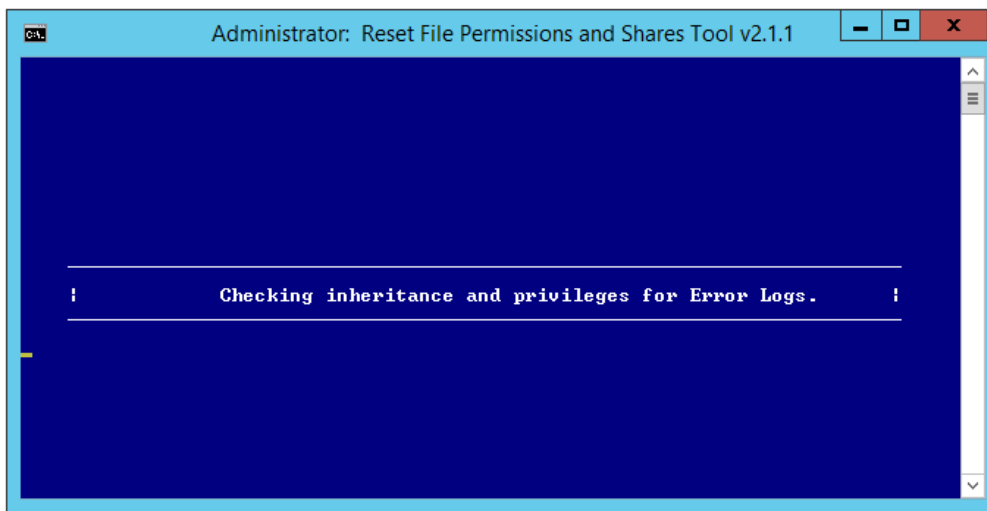 Administrator: Reset File Permissions and Shares Tool v2.1.1
Checking inheritance and privileges for Error Logs.